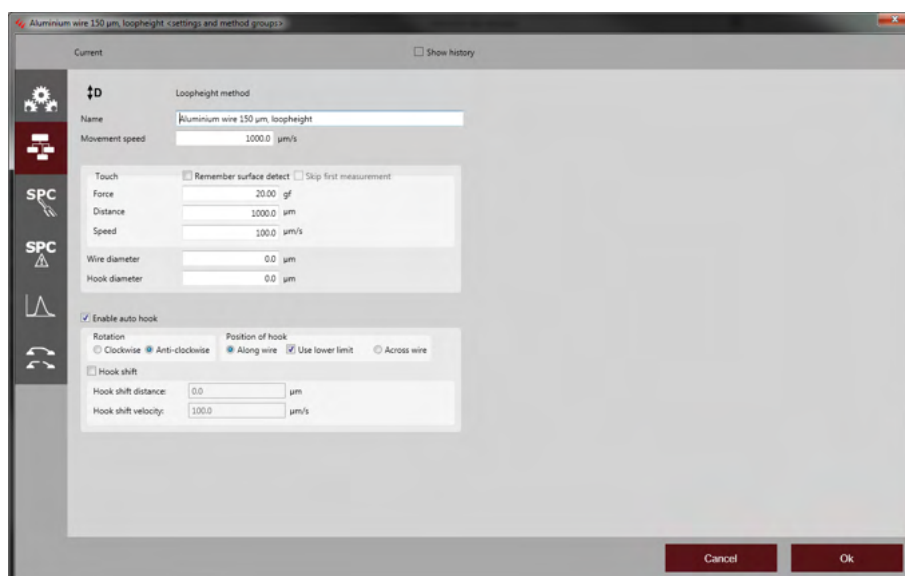 Aluminium wire 150 µm, loopheight <settings and method groups>
Current Show history
D Loopheight method
Name Aluminium wire 150 µm, loopheight
Movement speed 1000.0 µm/s
Touch Remember surface detect Skip first measurement
Force 20.00 gf
Distance 1000.0 µm
Speed 100.0 µm/s
Wire diameter 0.0 µm
Hook diameter 0.0 µm
SPC
SPC
Enable auto hook
Rotation Position of hook
Clockwise Anti-clockwise Along wire Use lower limit Across wire
Hook shift
Hook shift distance: 0.0 µm
Hook shift velocity: 100.0 µm/s
Cancel Ok